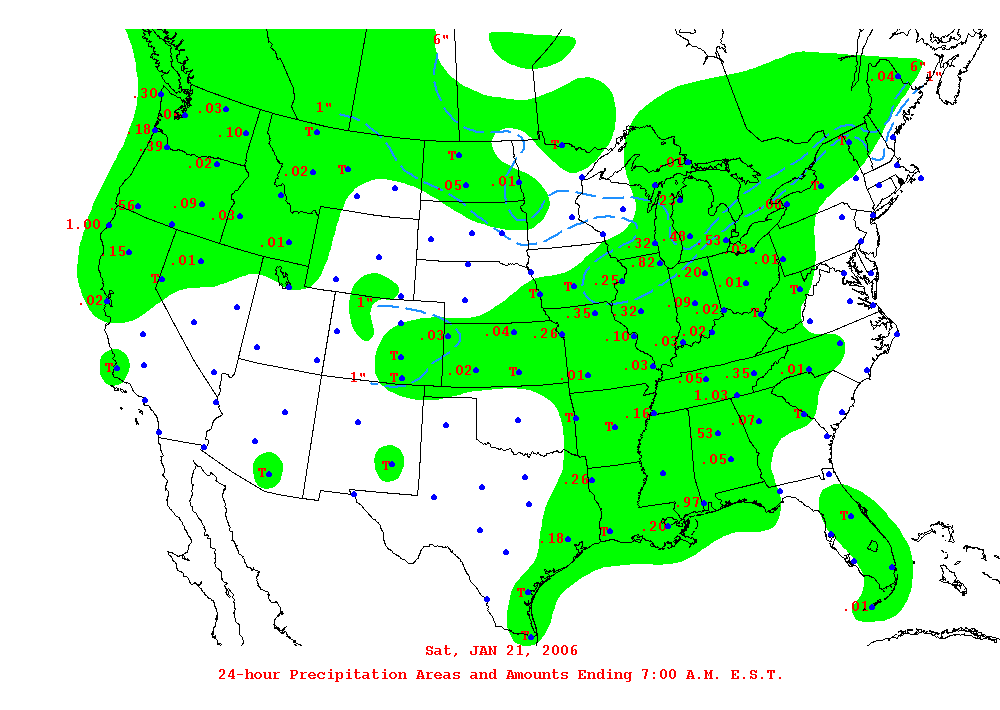 6"
6"
.04
1"
.30
.03
1"
.18
.10
T
.39
T
T
.02
T
.01
.02
T
.05
.01
T
.56
.09
.23
.03
1.00
.32
.48
.53
.15
.01
.03
.01
.82
.01
T
.20
.25
.01
T
T
T
.02
1"
.09
.35
.32
.02
T
.03
.04
.26
.10
.02
.03
T
T
.02
T
.03
.35
.01
1"
T
.01
.05
1.03
.16
T
T
T
.07
.53
.05
T
T
.26
.97
T
.20
T
.18
T
.01
T
Sat, JAN 21, 2006
24-hour Precipitation Areas and Amounts Ending 7:00 A.M. E.S.T.